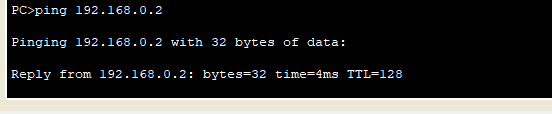 PC>ping 192.168.0.2
Pinging 192.168.0.2 with 32 bytes of data:
Reply from 192.168.0.2: bytes=32 time=4ms TTL=128